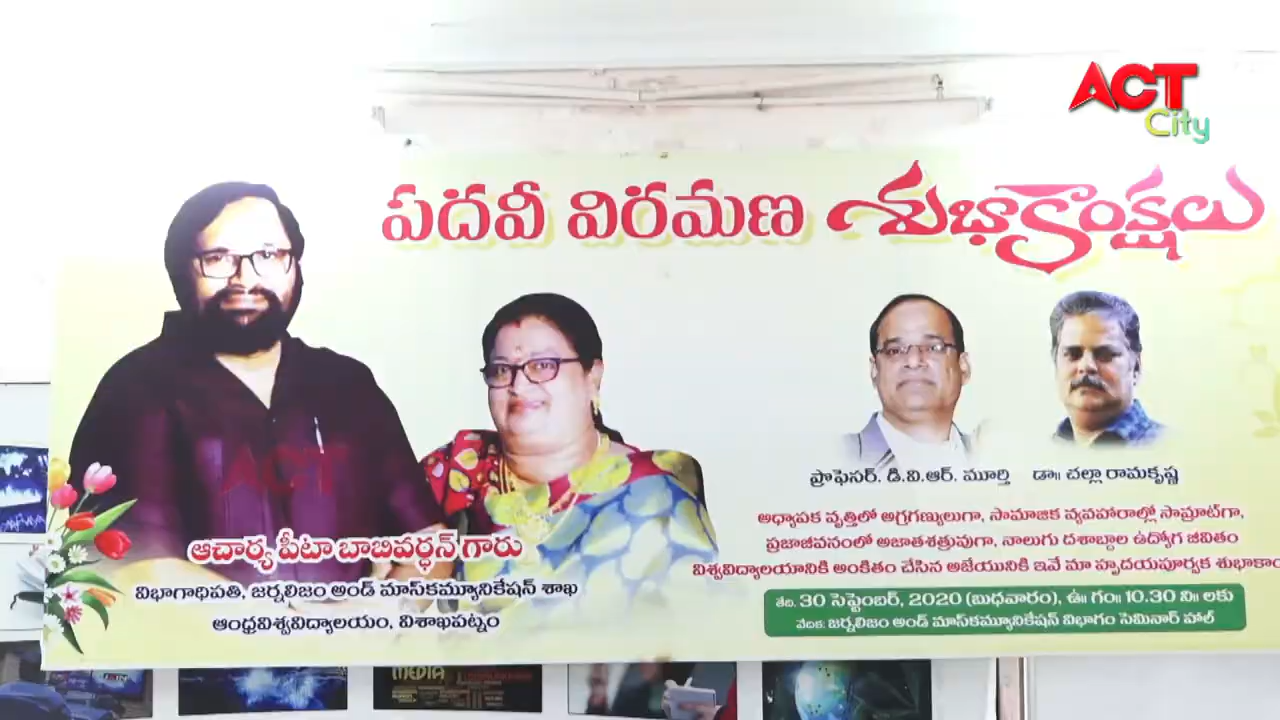 ACT
City
పదవీ విరమణ శుభాకాంక్షలు
ACT
ప్రొఫెసర్. డి.వి.ఆర్. మూర్తి
డా॥ చల్లా రామకృష్ణ
ఆచార్య పీటా బాబివర్ధన్ గారు
విభాగాధిపతి, జర్నలిజం అండ్ మాస్‌కమ్యూనికేషన్ శాఖ
ఆంధ్రవిశ్వవిద్యాలయం, విశాఖపట్నం
అధ్యాపక వృత్తిలో అగ్రగణ్యులుగా, సామాజిక వ్యవహారాల్లో సామ్రాట్‌గా,
ప్రజాజీవనంలో అజాతశత్రువుగా, నాలుగు దశాబ్దాల ఉద్యోగ జీవితం
విశ్వవిద్యాలయానికి అంకితం చేసిన అజేయునికి ఇవే మా హృదయపూర్వక శుభాకాం
తేది. 30 సెప్టెంబర్, 2020 (బుధవారం), ఉ॥ గం॥ 10.30 ని॥ లకు
వేదిక: జర్నలిజం అండ్ మాస్‌కమ్యూనికేషన్ విభాగం సెమినార్ హాల్
MEDIA